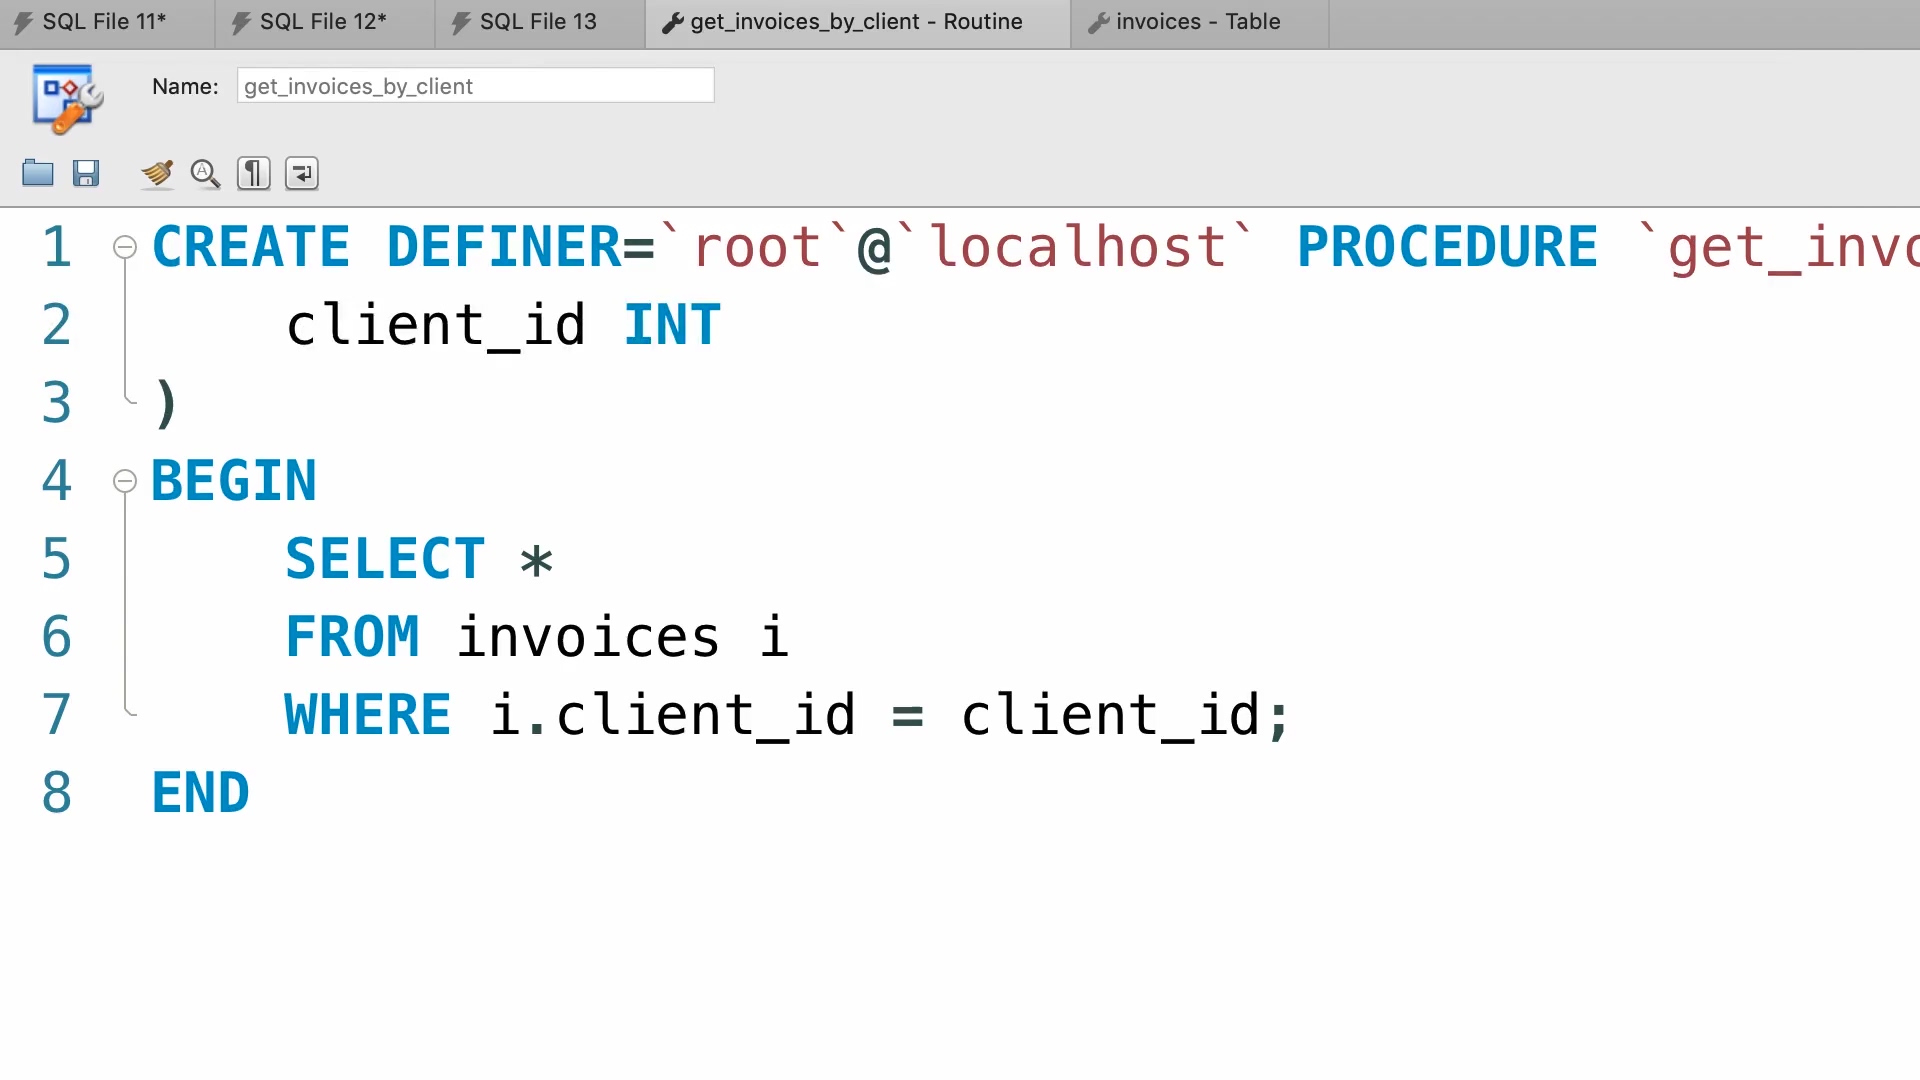 SQL File 11* SQL File 12* SQL File 13 get_invoices_by_client - Routine invoices - Table
Name: get_invoices_by_client
1 CREATE DEFINER=`root`@`localhost` PROCEDURE `get_invo
2 client_id INT
3 )
4 BEGIN
5 SELECT *
6 FROM invoices i
7 WHERE i.client_id = client_id;
8 END